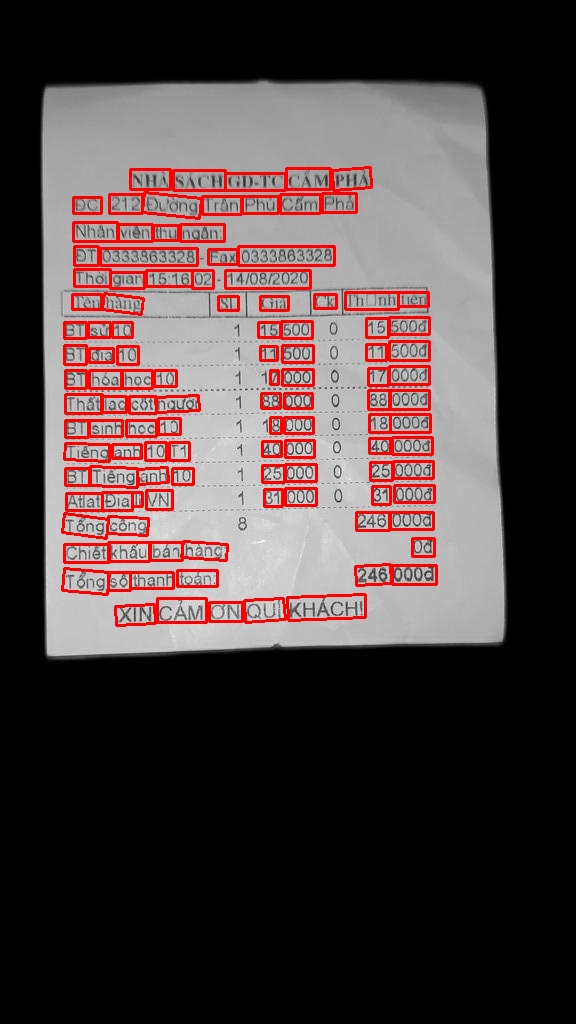 NHÀ SÁCH GD-TC CẨM PHẢ
ĐC 212 Đường Trần Phú Cẩm Phả
Nhân viên thu ngân:
ĐT 0333863328 - Fax 0333863328
Thời gian 15:16 02 - 14/08/2020
Tên hàng SL Giá Ck Th□nh tiền
BT sử 10 1 15 500 0 15 500đ
BT địa 10 1 11 500 0 11 500đ
BT hóa học 10 1 17 000 0 17 000đ
Thất lạc cõi người 1 88 000 0 88 000đ
BT sinh học 10 1 18 000 0 18 000đ
Tiếng anh 10 T1 1 40 000 0 40 000đ
BT Tiếng anh 10 1 25 000 0 25 000đ
Atlat Địa lí VN 1 31 000 0 31 000đ
Tổng cộng 8 246 000đ
Chiết khấu bán hàng 0đ
Tổng số thanh toán: 246 000đ
XIN CẢM ƠN QUÍ KHÁCH!